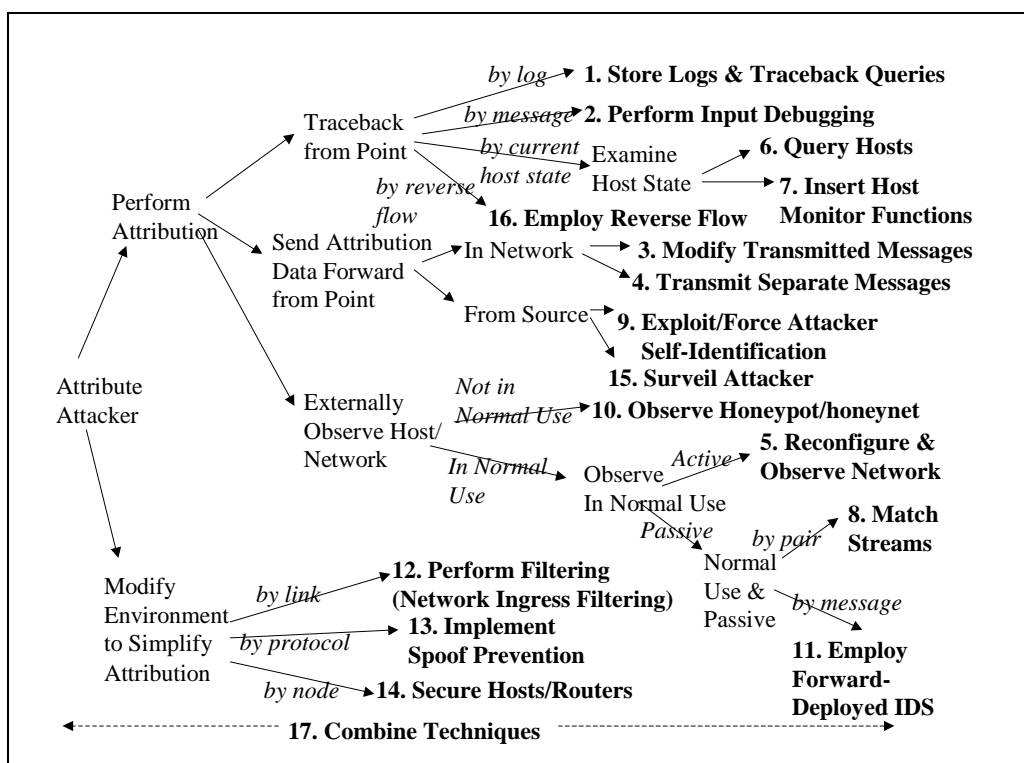 by log
1. Store Logs & Traceback Queries
by message
2. Perform Input Debugging
Traceback
from Point
by current
host state
Examine
Host State
6. Query Hosts
7. Insert Host
Monitor Functions
by reverse
flow
16. Employ Reverse Flow
Perform
Attribution
Send Attribution
Data Forward
from Point
In Network
3. Modify Transmitted Messages
4. Transmit Separate Messages
From Source
9. Exploit/Force Attacker
Self-Identification
15. Surveil Attacker
Attribute
Attacker
Externally
Observe Host/
Network
Not in
Normal Use
10. Observe Honeypot/honeynet
In Normal
Use
Observe
In Normal Use
Active
5. Reconfigure &
Observe Network
Passive
Normal
Use &
Passive
by pair
8. Match
Streams
by message
11. Employ
Forward-
Deployed IDS
Modify
Environment
to Simplify
Attribution
by link
12. Perform Filtering
(Network Ingress Filtering)
by protocol
13. Implement
Spoof Prevention
by node
14. Secure Hosts/Routers
17. Combine Techniques